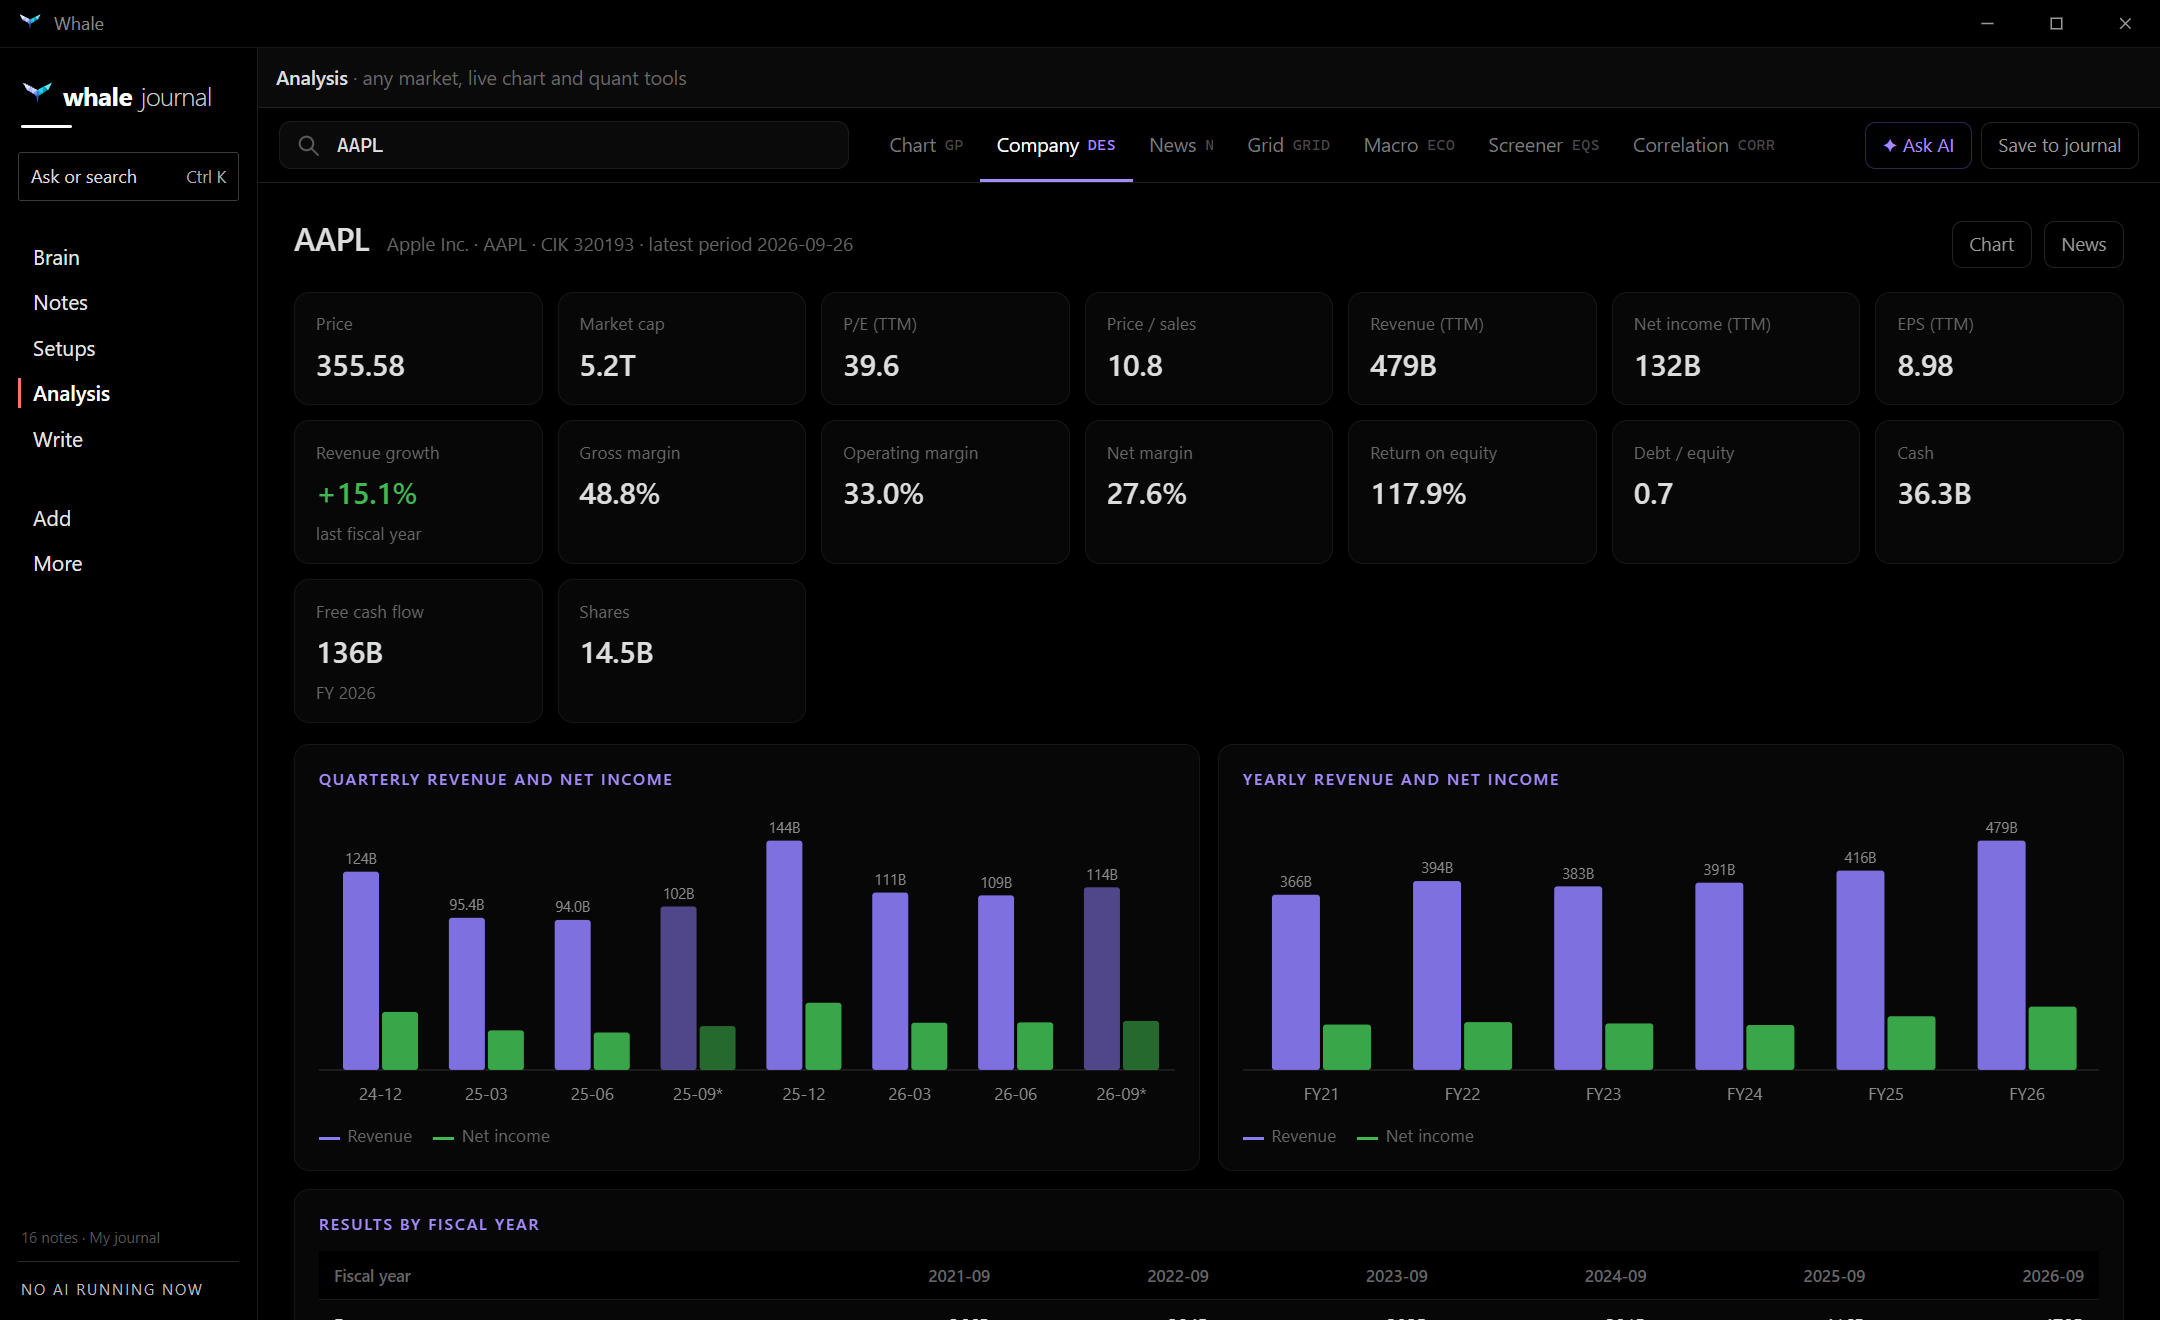 Whale
whale journal
Ask or search Ctrl K
Brain
Notes
Setups
Analysis
Write
Add
More
16 notes · My journal
NO AI RUNNING NOW
Analysis · any market, live chart and quant tools
AAPL
Chart GP Company DES News N Grid GRID Macro ECO Screener EQS Correlation CORR
✦ Ask AI Save to journal
AAPL Apple Inc. · AAPL · CIK 320193 · latest period 2026-09-26
Chart News
Price Market cap P/E (TTM) Price / sales Revenue (TTM) Net income (TTM) EPS (TTM)
355.58 5.2T 39.6 10.8 479B 132B 8.98
Revenue growth Gross margin Operating margin Net margin Return on equity Debt / equity Cash
+15.1% 48.8% 33.0% 27.6% 117.9% 0.7 36.3B
last fiscal year
Free cash flow Shares
136B 14.5B
FY 2026
QUARTERLY REVENUE AND NET INCOME
124B 95.4B 94.0B 102B 144B 111B 109B 114B
24-12 25-03 25-06 25-09* 25-12 26-03 26-06 26-09*
Revenue Net income
YEARLY REVENUE AND NET INCOME
366B 394B 383B 391B 416B 479B
FY21 FY22 FY23 FY24 FY25 FY26
Revenue Net income
RESULTS BY FISCAL YEAR
Fiscal year 2021-09 2022-09 2023-09 2024-09 2025-09 2026-09